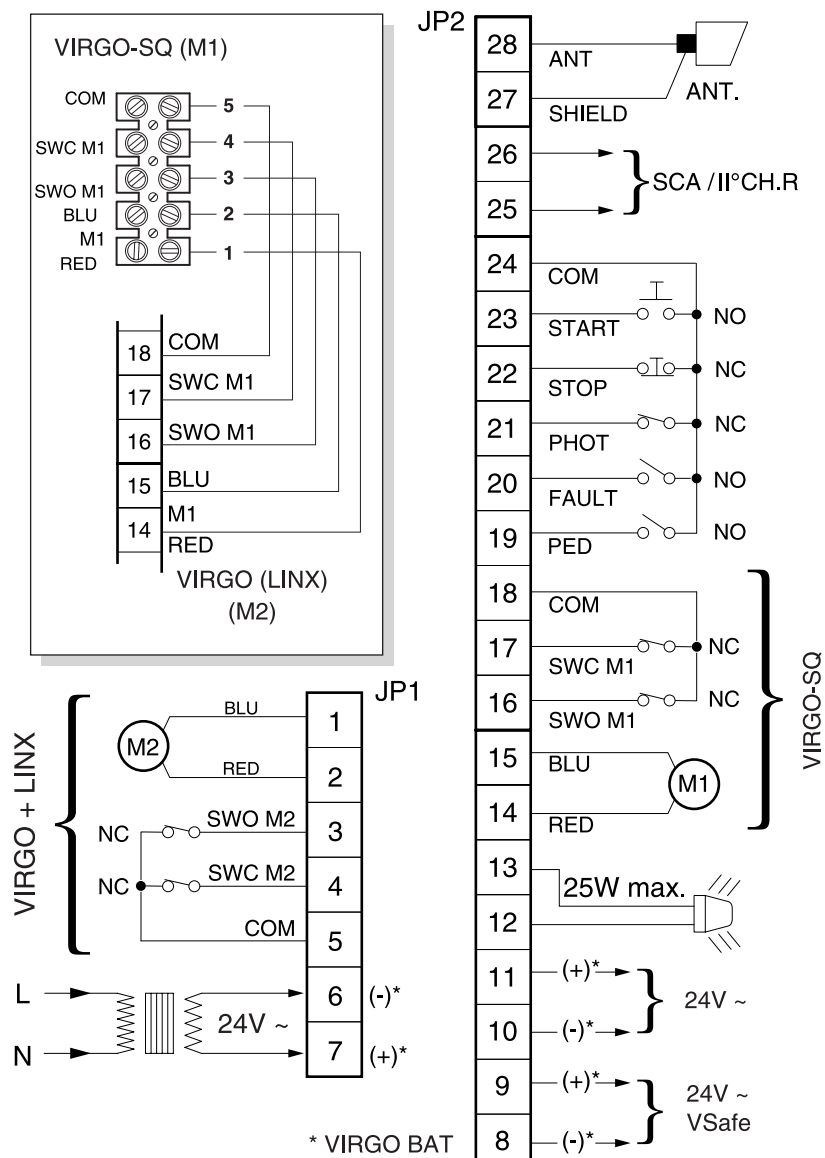 VIRGO-SQ (M1)
COM
5
SWC M1
4
3
SWO M1
BLU
2
M1
RED
1
18 COM
17 SWC M1
16 SWO M1
15 BLU
14 M1
RED
VIRGO (LINX)
(M2)
JP2
28 ANT
ANT.
27 SHIELD
26
SCA /II°CH.R
25
24 COM
23 START NO
22 STOP NC
21 PHOT NC
20 FAULT NO
19 PED NO
18 COM
17 SWC M1 NC
16 SWO M1 NC
15 BLU
M1
14 RED
VIRGO-SQ
13
25W max.
12
11 (+)*
24V ~
10 (-)*
9 (+)*
24V ~
VSafe
8 (-)*
JP1
VIRGO + LINX
M2
BLU 1
RED 2
NC SWO M2 3
NC SWC M2 4
COM 5
L 6 (-)*
24V ~
N 7 (+)*
* VIRGO BAT